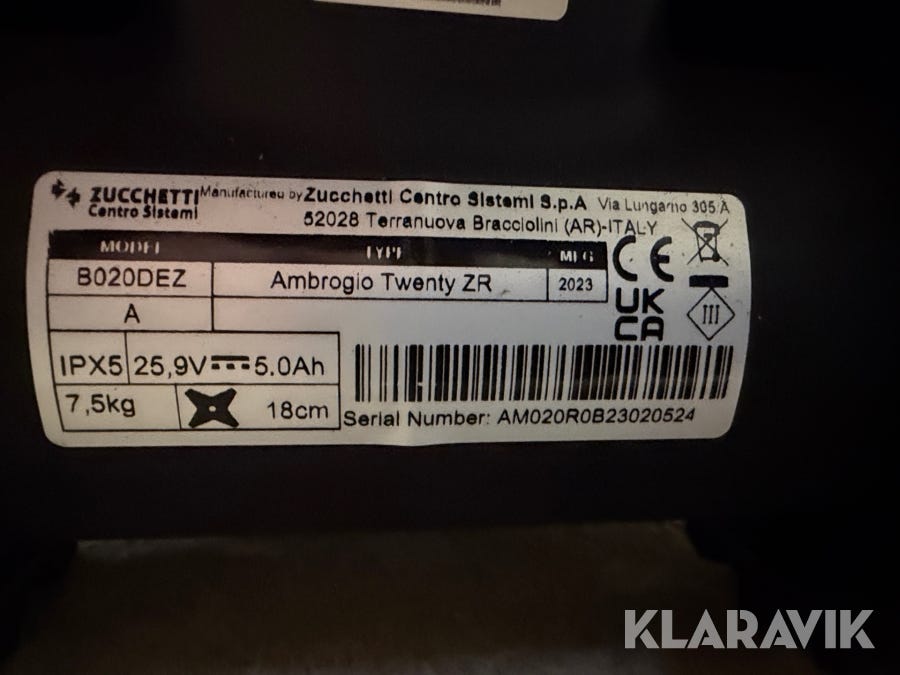 ZUCCHETTI
Centro Sistemi
Manufactured by Zucchetti Centro Sistemi S.p.A Via Lungarno 305 A
52028 Terranuova Bracciolini (AR)-ITALY
MODEL TYPE MFG
B020DEZ Ambrogio Twenty ZR 2023
A
CE
UK
CA
III
IPX5 25,9V 5.0Ah
7,5kg 18cm
Serial Number: AM020R0B23020524
KLARAVIK